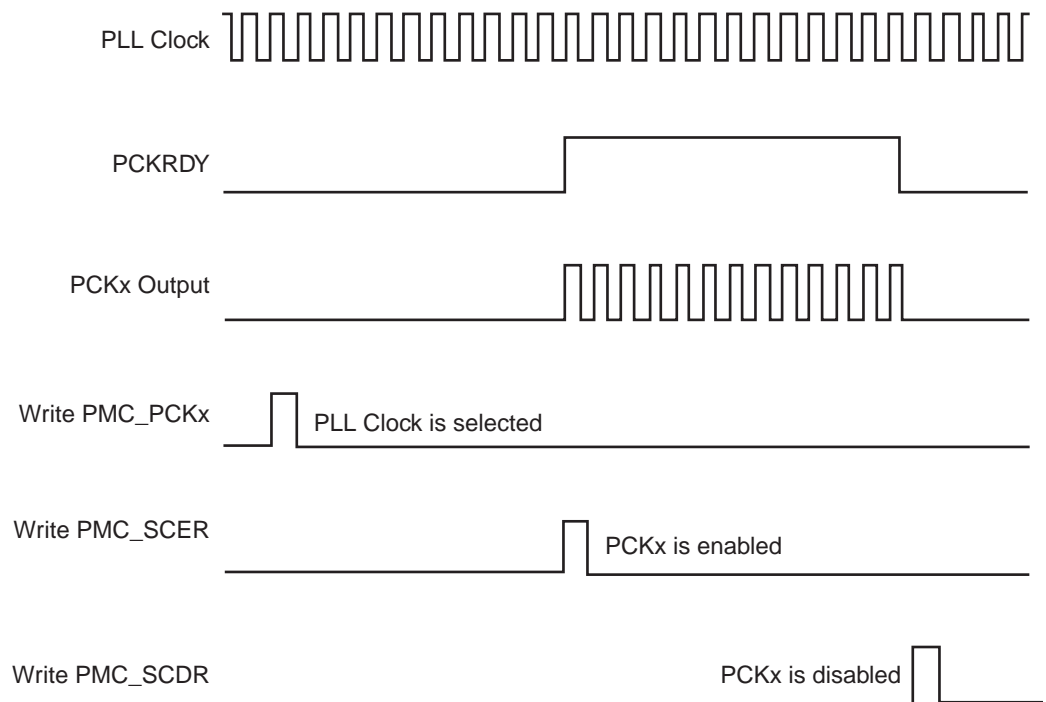 PLL Clock
PCKRDY
PCKx Output
Write PMC_PCKx
PLL Clock is selected
Write PMC_SCER
PCKx is enabled
Write PMC_SCDR
PCKx is disabled